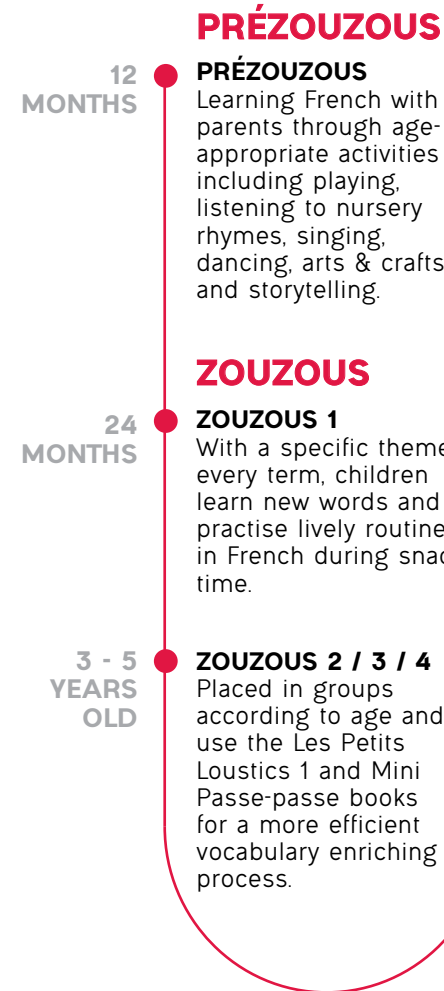 PRÉZOUZOUS
12
MONTHS
PRÉZOUZOUS
Learning French with
parents through age-
appropriate activities
including playing,
listening to nursery
rhymes, singing,
dancing, arts & crafts
and storytelling.
ZOUZOUS
24
MONTHS
ZOUZOUS 1
With a specific theme
every term, children
learn new words and
practise lively routine
in French during
time.
3 - 5
YEARS
OLD
ZOUZOUS 2 / 3 / 4
Placed in groups
according to age and
use the Les Petits
Loustics 1 and Mini
Passe-passe books
for a more efficient
vocabulary enriching
process.